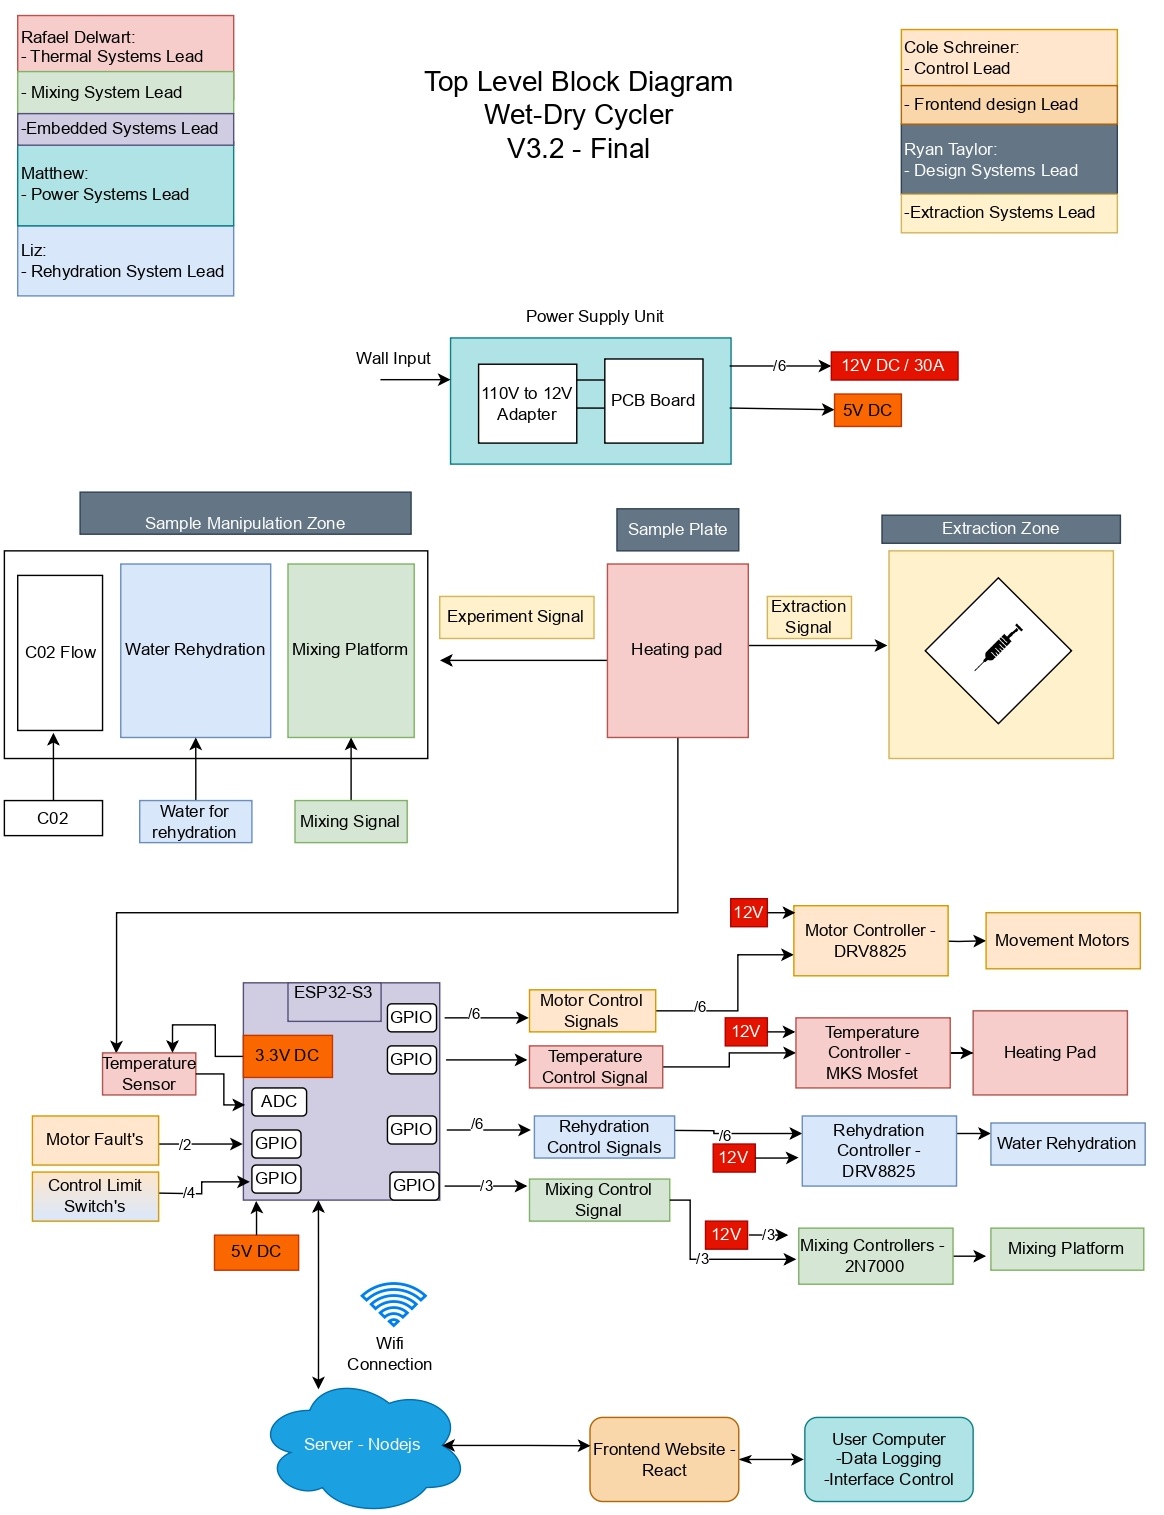 Rafael Delwart:
- Thermal Systems Lead
- Mixing System Lead
-Embedded Systems Lead
Matthew:
- Power Systems Lead
Liz:
- Rehydration System Lead
Top Level Block Diagram
Wet-Dry Cycler
V3.2 - Final
Cole Schreiner:
- Control Lead
- Frontend design Lead
Ryan Taylor:
- Design Systems Lead
-Extraction Systems Lead
Power Supply Unit
Wall Input
110V to 12V
Adapter
PCB Board
/6
12V DC / 30A
5V DC
Sample Manipulation Zone
Sample Plate
Extraction Zone
C02 Flow
Water Rehydration
Mixing Platform
Experiment Signal
Heating pad
Extraction
Signal
C02
Water for
rehydration
Mixing Signal
12V
Motor Controller -
DRV8825
Movement Motors
ESP32-S3
GPIO
/6
Motor Control
Signals
/6
12V
Temperature
Controller -
MKS Mosfet
Heating Pad
3.3V DC
GPIO
Temperature
Control Signal
Temperature
Sensor
ADC
Motor Fault's
/2
GPIO
GPIO
/6
Rehydration
Control Signals
/6
12V
Rehydration
Controller -
DRV8825
Water Rehydration
Control Limit
Switch's
/4
GPIO
GPIO
/3
Mixing Control
Signal
12V
/3
/3
Mixing Controllers -
2N7000
Mixing Platform
5V DC
Wifi
Connection
Server - Nodejs
Frontend Website -
React
User Computer
-Data Logging
-Interface Control